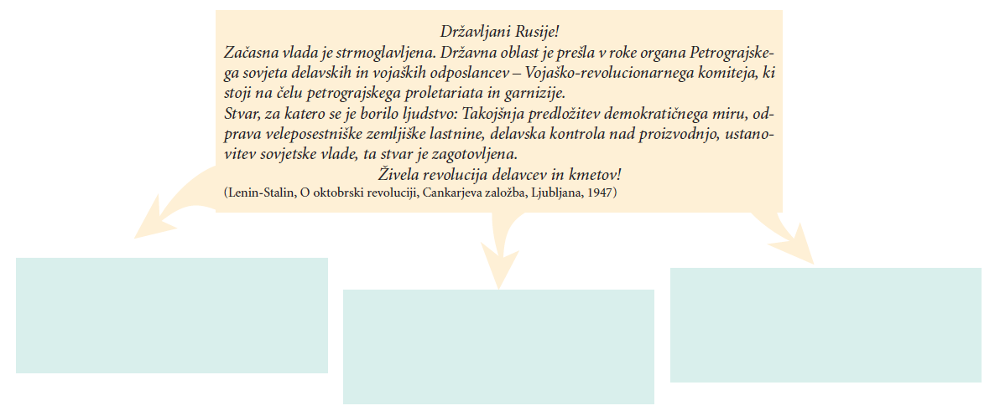 Državljani Rusije!
Začasna vlada je strmoglavljena. Državna oblast je prešla v roke organa Petrograjske-
ga sovjeta delavskih in vojaških odposlancev – Vojaško-revolucionarnega komiteja, ki
stoji na čelu petrograjskega proletariata in garnizije.
Stvar, za katero se je borilo ljudstvo: Takojšnja predložitev demokratičnega miru, od-
prava veleposestniške zemljiške lastnine, delavska kontrola nad proizvodnjo, ustano-
vitev sovjetske vlade, ta stvar je zagotovljena.
Živela revolucija delavcev in kmetov!
(Lenin-Stalin, O oktobrski revoluciji, Cankarjeva založba, Ljubljana, 1947)